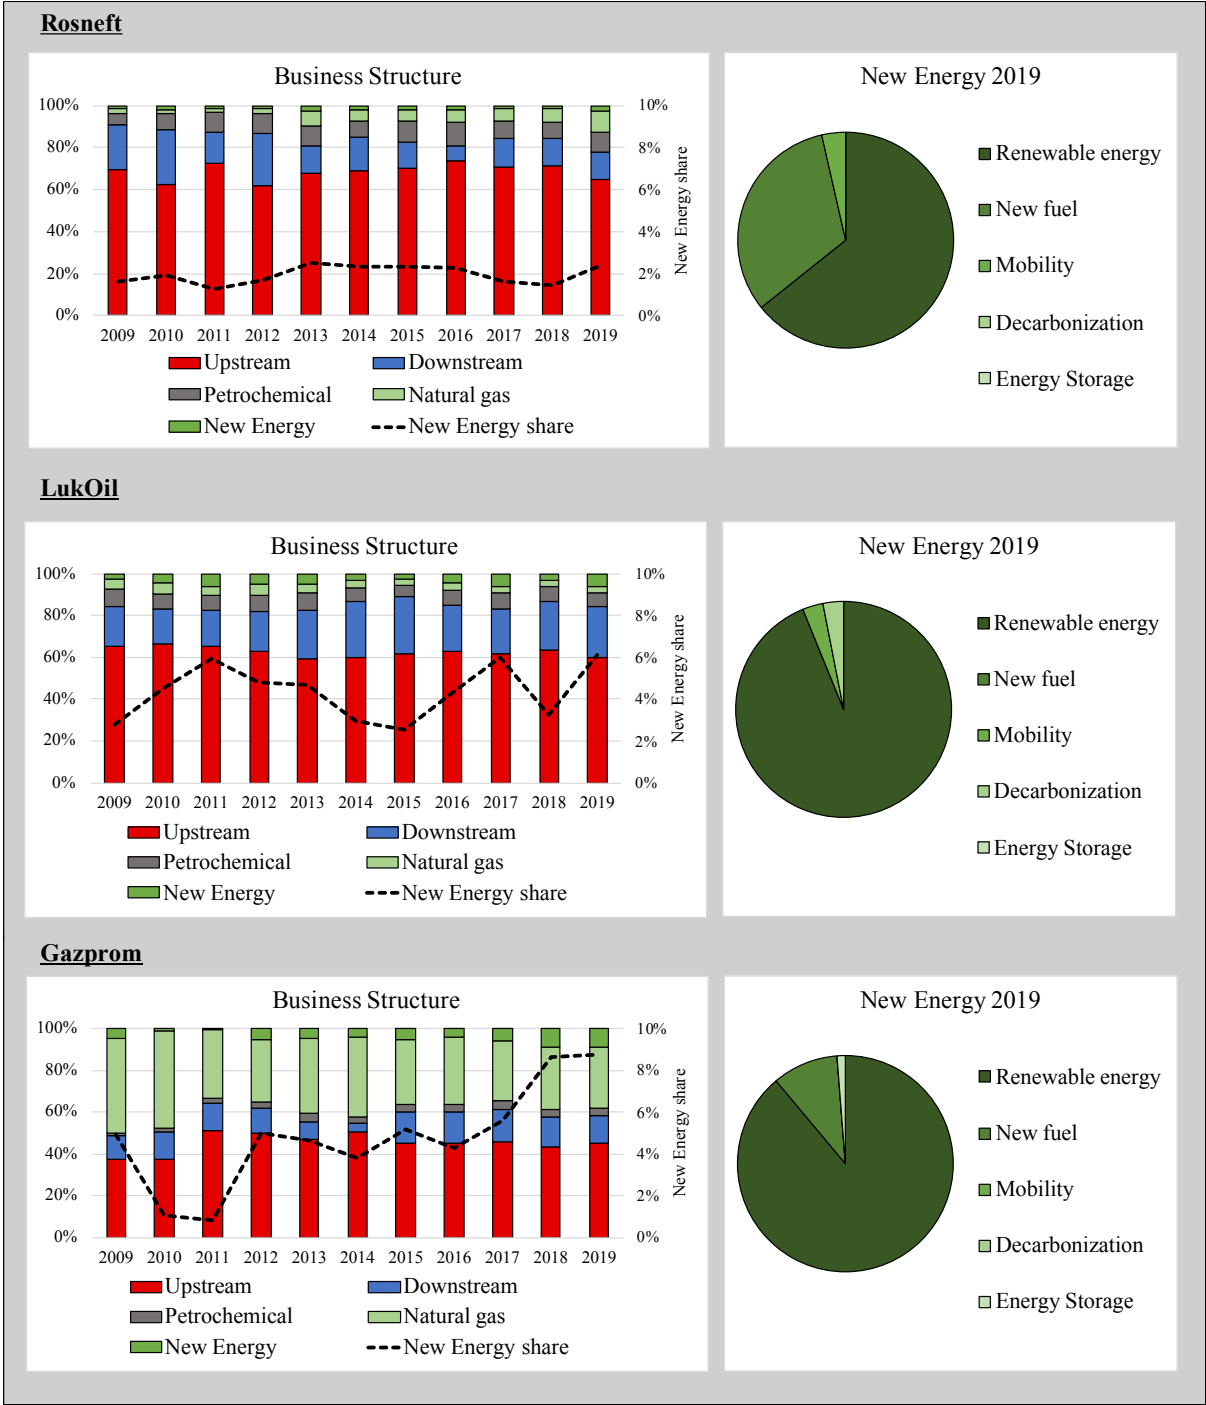 Rosneft
Business Structure
100%
80%
60%
40%
20%
0%
10%
8%
6%
4%
2%
0%
New Energy share
2009 2010 2011 2012 2013 2014 2015 2016 2017 2018 2019
Upstream Downstream
Petrochemical Natural gas
New Energy New Energy share
New Energy 2019
Renewable energy
New fuel
Mobility
Decarbonization
Energy Storage
LukOil
Business Structure
100%
80%
60%
40%
20%
0%
10%
8%
6%
4%
2%
0%
New Energy share
2009 2010 2011 2012 2013 2014 2015 2016 2017 2018 2019
Upstream Downstream
Petrochemical Natural gas
New Energy New Energy share
New Energy 2019
Renewable energy
New fuel
Mobility
Decarbonization
Energy Storage
Gazprom
Business Structure
100%
80%
60%
40%
20%
0%
10%
8%
6%
4%
2%
0%
New Energy share
2009 2010 2011 2012 2013 2014 2015 2016 2017 2018 2019
Upstream Downstream
Petrochemical Natural gas
New Energy New Energy share
New Energy 2019
Renewable energy
New fuel
Mobility
Decarbonization
Energy Storage